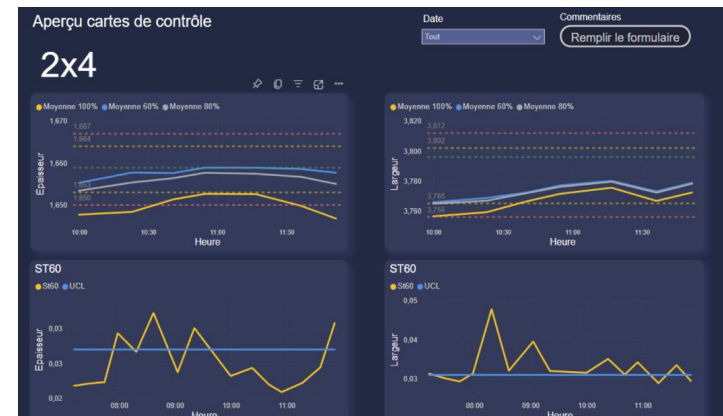 Aperçu cartes de contrôle
Date
Tout
Commentaires
Remplir le formulaire
2x4
Moyenne 100% Moyenne 60% Moyenne 80%
1,670
1,667
1,664
1,660
1,653
1,650
1,650
Epaisseur
10:00 10:30 11:00 11:30
Heure
Moyenne 100% Moyenne 60% Moyenne 80%
3,820
3,812
3,802
3,800
3,780
3,765
3,760
3,756
Largeur
10:00 10:30 11:00 11:30
Heure
ST60
St60 UCL
0,03
0,03
0,02
Epaisseur
08:00 09:00 10:00 11:00
Heure
ST60
St60 UCL
0,05
0,04
0,03
Largeur
08:00 09:00 10:00 11:00
Heure